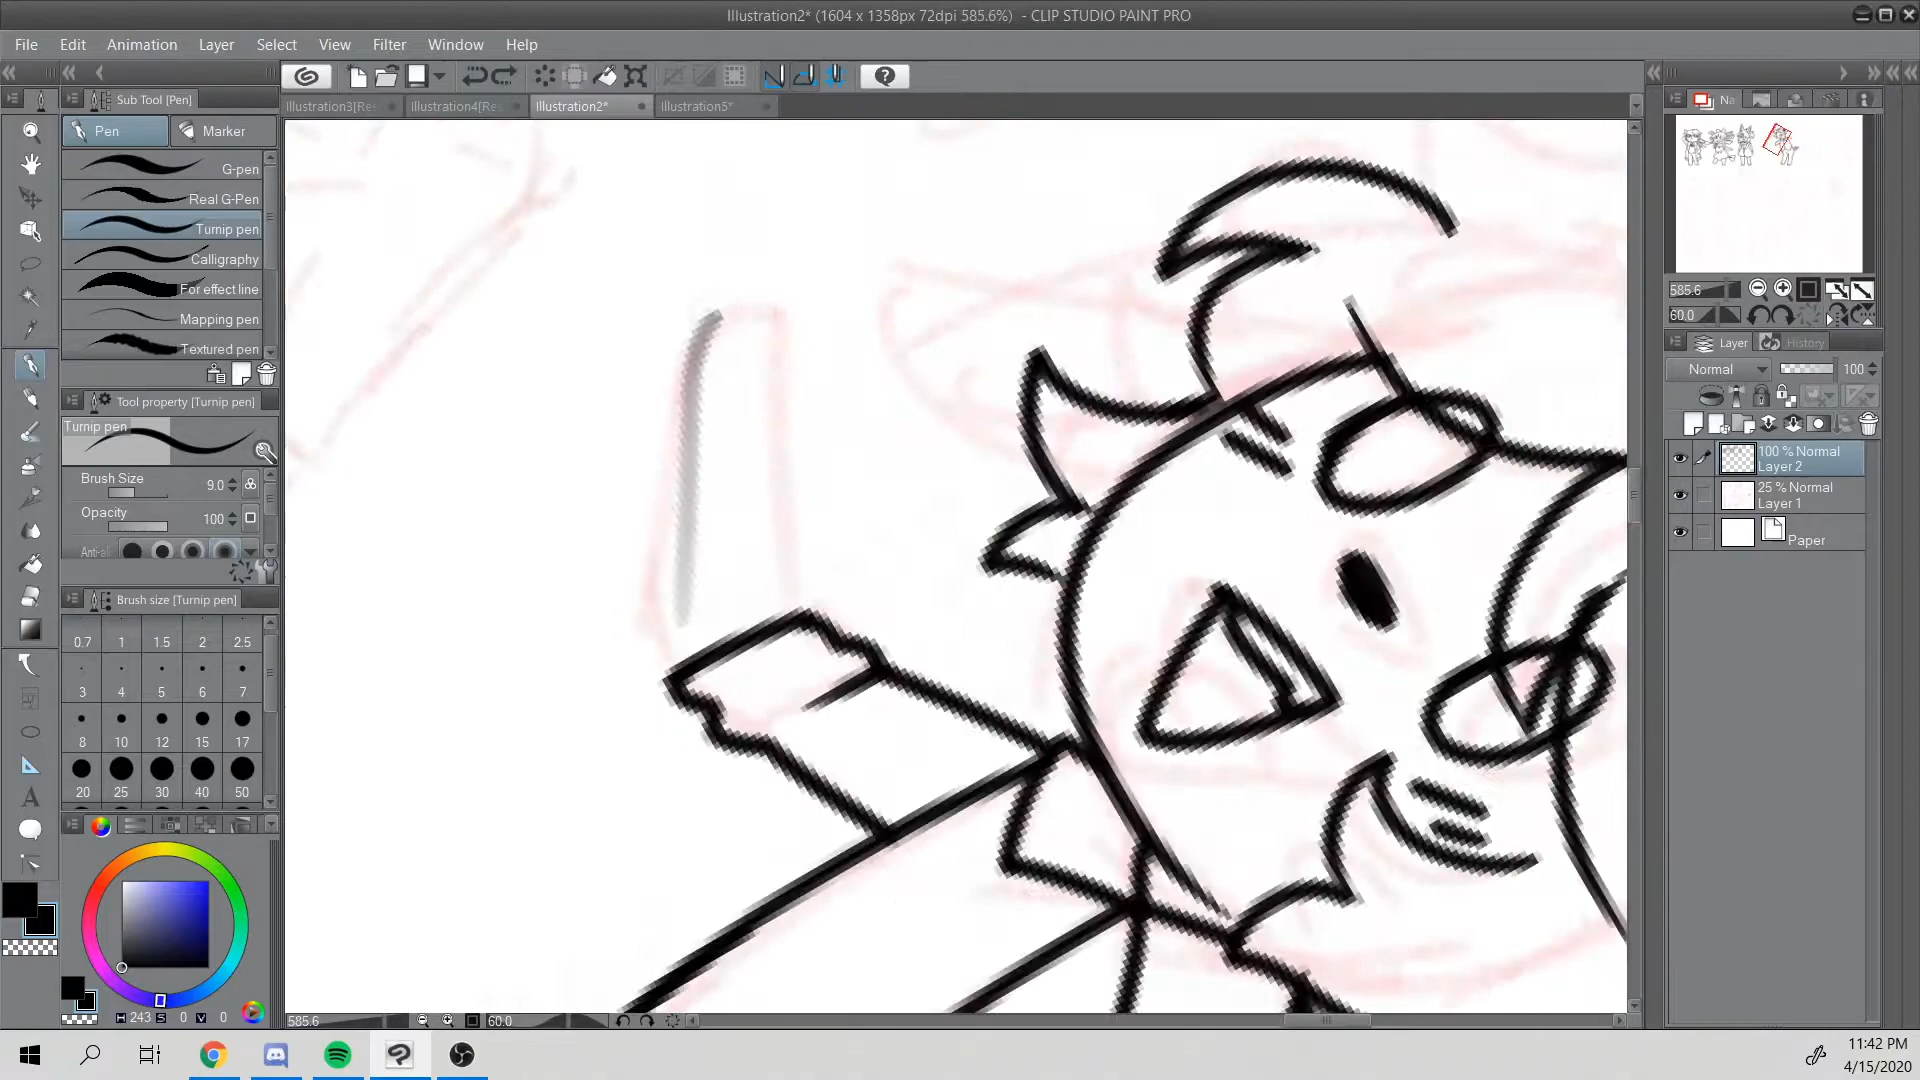 Illustration2* (1604 x 1358px 72dpi 585.6%) - CLIP STUDIO PAINT PRO
File Edit Animation Layer Select View Filter Window Help
Sub Tool [Pen]
Illustration3[Res Illustration4[Res Illustration2* Illustration5* Na
Pen Marker
G-pen
Real G-Pen
Turnip pen
Calligraphy
For effect line
Mapping pen
Textured pen
585.6
60.0
Layer History
Normal 100
Tool property [Turnip pen]
Turnip pen
Brush Size 9.0
Opacity 100
Anti-al
100 % Normal
Layer 2
25 % Normal
Layer 1
Paper
Brush size [Turnip pen]
0.7 1 1.5 2 2.5
3 4 5 6 7
8 10 12 15 17
20 25 30 40 50
A
H 243 S 0 V 0
585.6 60.0
11:42 PM
4/15/2020